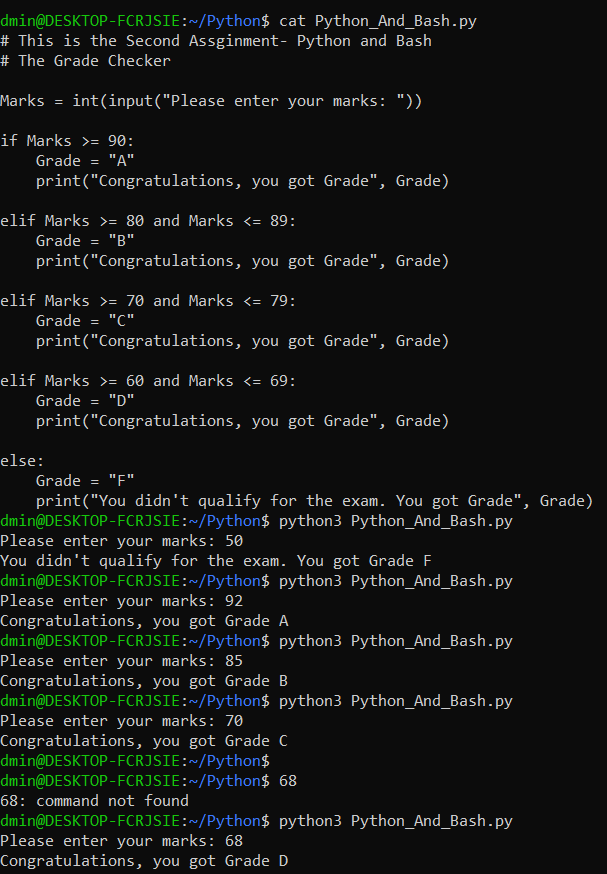 dmin@DESKTOP-FCRJSIE:~/Python$ cat Python_And_Bash.py
# This is the Second Assginment- Python and Bash
# The Grade Checker

Marks = int(input("Please enter your marks: "))

if Marks >= 90:
    Grade = "A"
    print("Congratulations, you got Grade", Grade)

elif Marks >= 80 and Marks <= 89:
    Grade = "B"
    print("Congratulations, you got Grade", Grade)

elif Marks >= 70 and Marks <= 79:
    Grade = "C"
    print("Congratulations, you got Grade", Grade)

elif Marks >= 60 and Marks <= 69:
    Grade = "D"
    print("Congratulations, you got Grade", Grade)

else:
    Grade = "F"
    print("You didn't qualify for the exam. You got Grade", Grade)
dmin@DESKTOP-FCRJSIE:~/Python$ python3 Python_And_Bash.py
Please enter your marks: 50
You didn't qualify for the exam. You got Grade F
dmin@DESKTOP-FCRJSIE:~/Python$ python3 Python_And_Bash.py
Please enter your marks: 92
Congratulations, you got Grade A
dmin@DESKTOP-FCRJSIE:~/Python$ python3 Python_And_Bash.py
Please enter your marks: 85
Congratulations, you got Grade B
dmin@DESKTOP-FCRJSIE:~/Python$ python3 Python_And_Bash.py
Please enter your marks: 70
Congratulations, you got Grade C
dmin@DESKTOP-FCRJSIE:~/Python$
dmin@DESKTOP-FCRJSIE:~/Python$ 68
68: command not found
dmin@DESKTOP-FCRJSIE:~/Python$ python3 Python_And_Bash.py
Please enter your marks: 68
Congratulations, you got Grade D